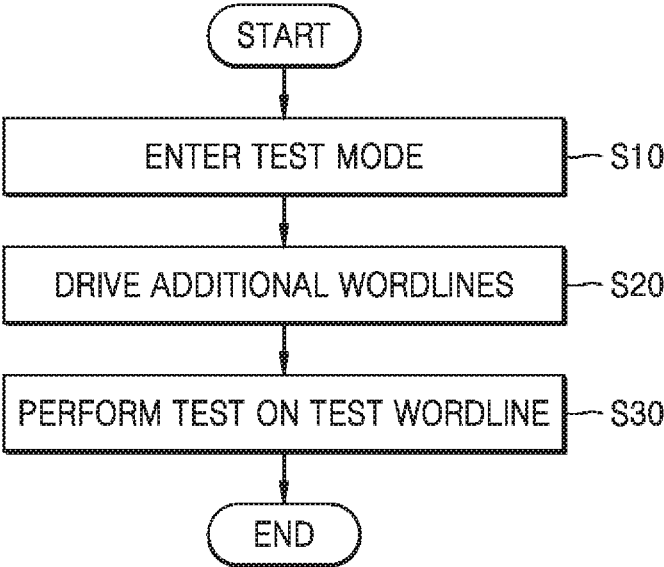 START
ENTER TEST MODE S10
DRIVE ADDITIONAL WORDLINES S20
PERFORM TEST ON TEST WORDLINE S30
END